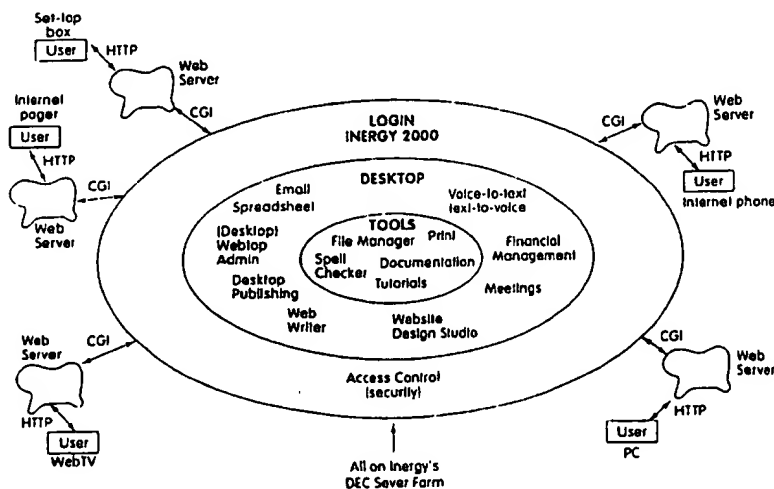 Set-top
box
User
HTTP
Web
Server
CGI
Internet
pager
User
HTTP
CGI
Web
Server
LOGIN
INERGY 2000
CGI
Web
Server
HTTP
User
Internet phone
DESKTOP
Email
Spreadsheet
Voice-to-text
text-to-voice
(Desktop)
Webtop
Admin
Desktop
Publishing
Web
Writer
Website
Design Studio
Financial
Management
Meetings
TOOLS
File Manager
Print
Spell
Checker
Documentation
Tutorials
Web
Server
CGI
HTTP
User
WebTV
Access Control
(security)
CGI
Web
Server
HTTP
User
PC
All on Inergy's
DEC Sever Farm